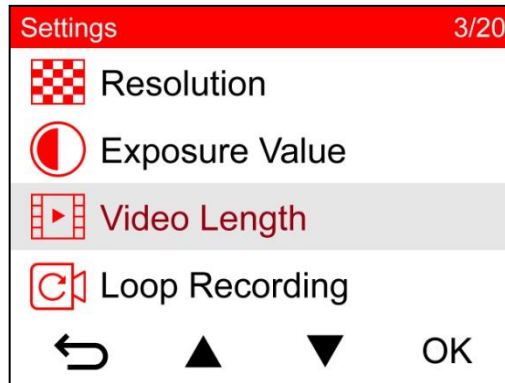 Settings 3/20
Resolution
Exposure Value
Video Length
Loop Recording
OK